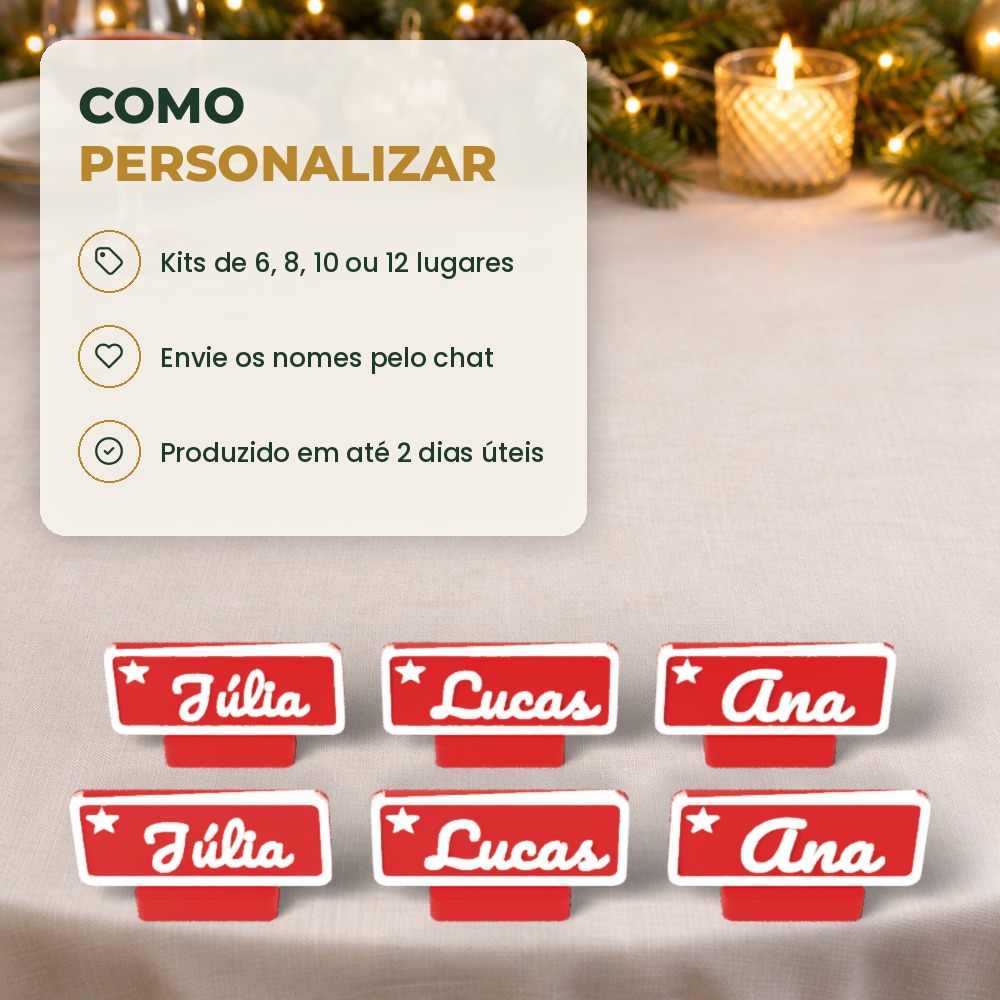 COMO
PERSONALIZAR
Kits de 6, 8, 10 ou 12 lugares
Envie os nomes pelo chat
Produzido em até 2 dias úteis
Júlia
Lucas
Ana
Júlia
Lucas
Ana